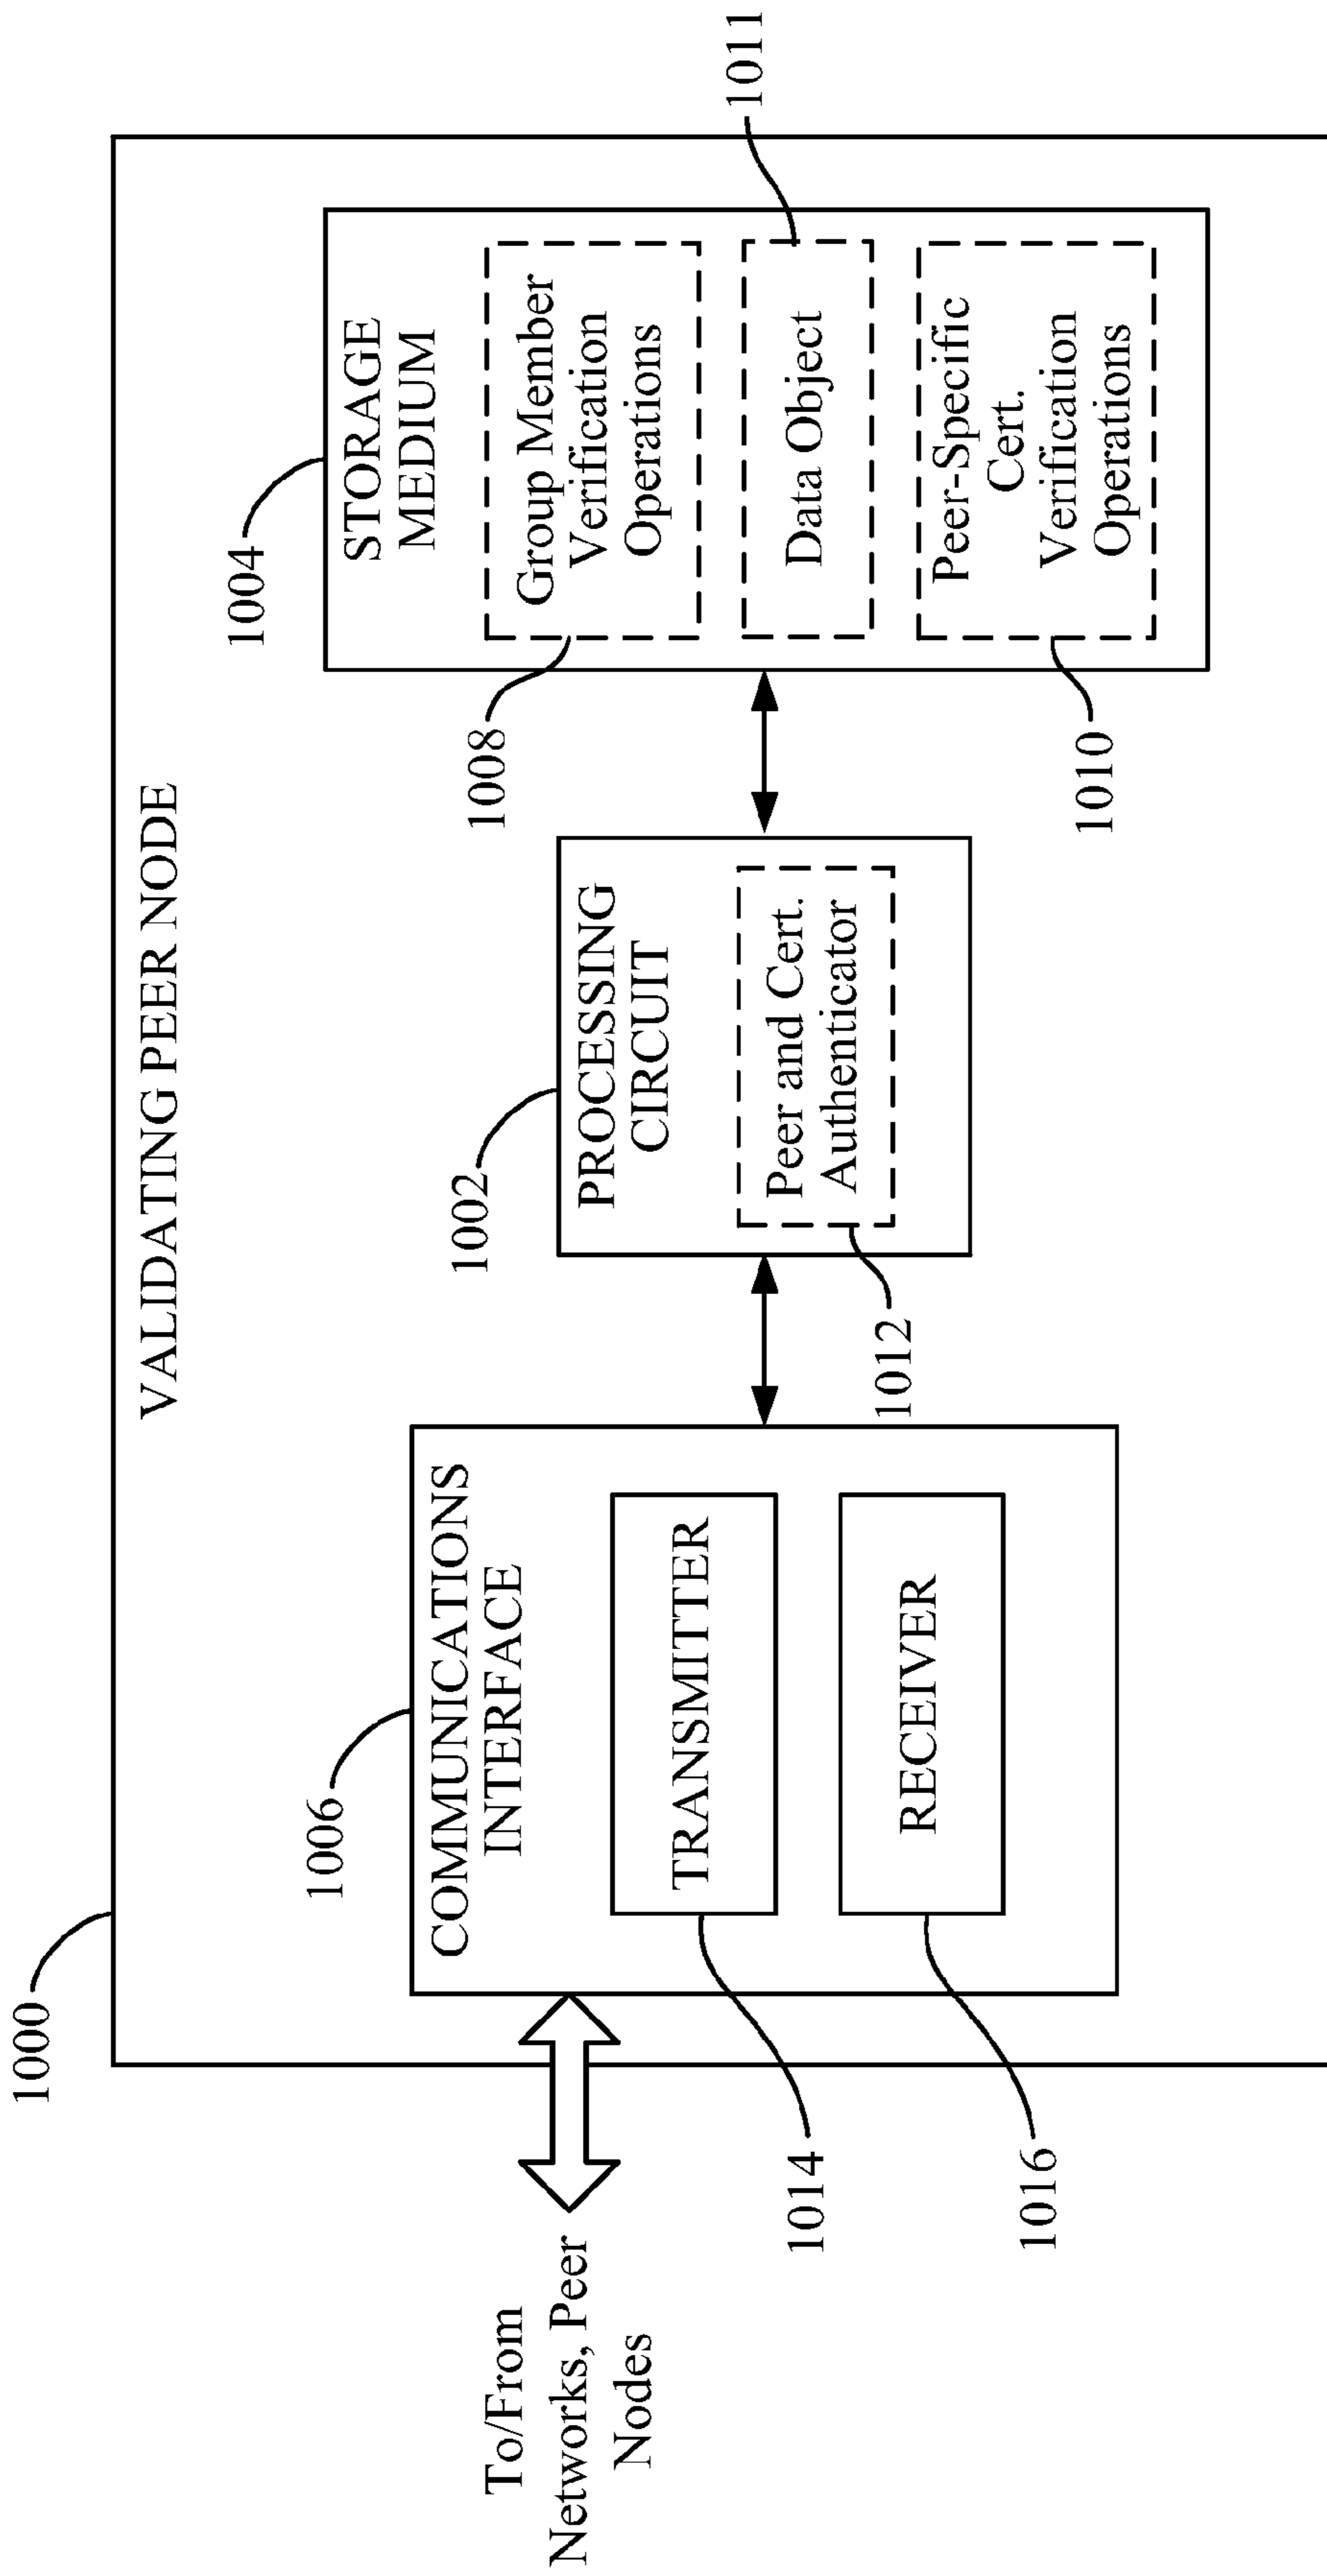 1000
VALIDATING PEER NODE
To/From
Networks, Peer
Nodes
1006
COMMUNICATIONS
INTERFACE
TRANSMITTER
RECEIVER
1014
1016
1002
PROCESSING
CIRCUIT
Peer and Cert.
Authenticator
1012
1004
STORAGE
MEDIUM
Group Member
Verification
Operations
1008
Data Object
1011
Peer-Specific
Cert.
Verification
Operations
1010